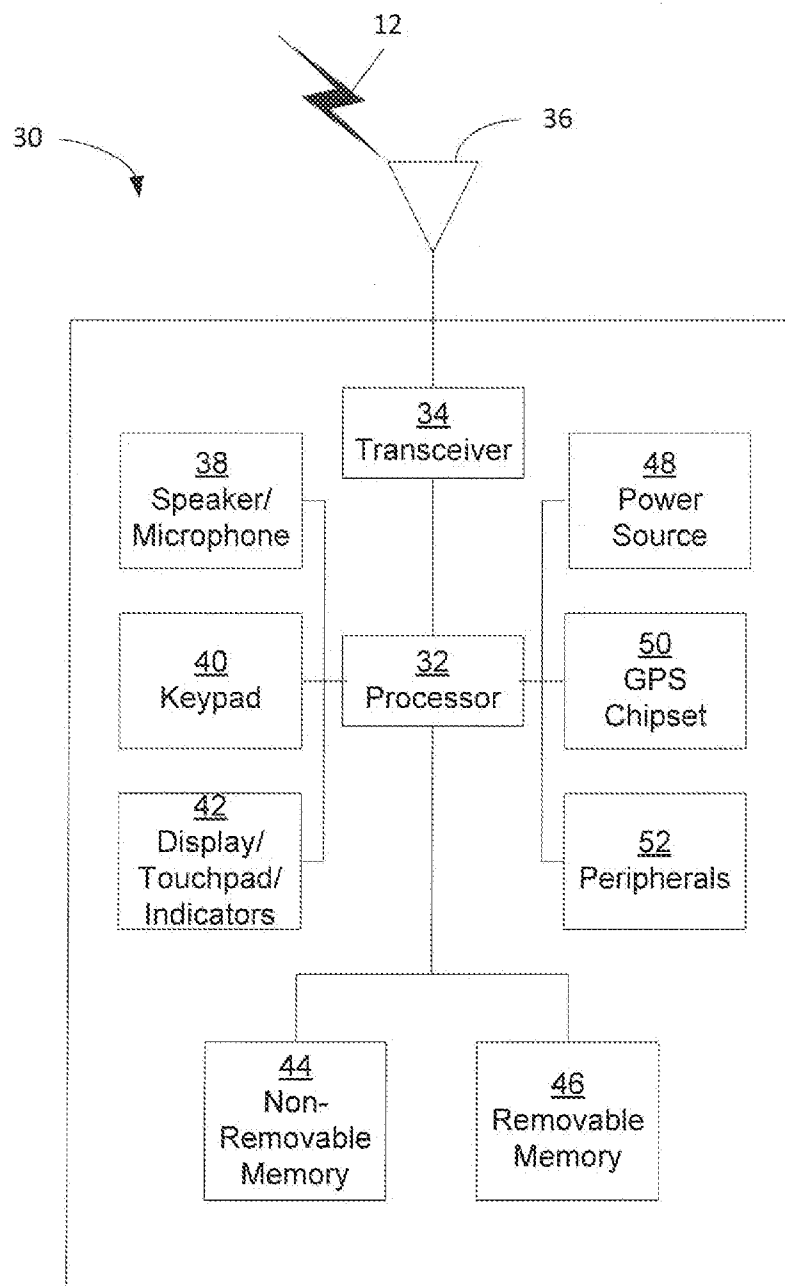 12
36
30
34
Transceiver
38
Speaker/
Microphone
48
Power
Source
40
Keypad
32
Processor
50
GPS
Chipset
42
Display/
Touchpad/
Indicators
52
Peripherals
44
Non-
Removable
Memory
46
Removable
Memory